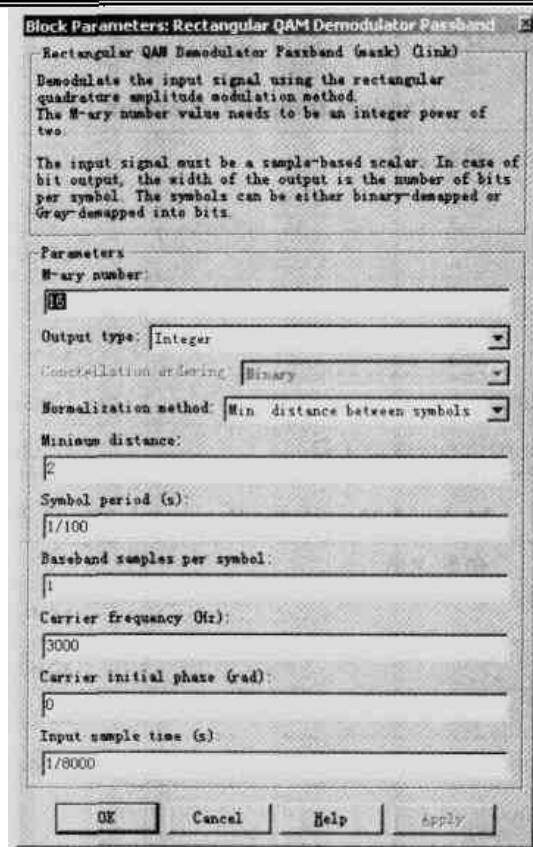 Block Parameters: Rectangular QAM Demodulator Passband
Rectangular QAM Demodulator Passband (mask) (link)
Demodulate the input signal using the rectangular
quadrature amplitude modulation method.
The M-ary number value needs to be an integer power of
two.
The input signal must be a sample-based scalar. In case of
bit output, the width of the output is the number of bits
per symbol. The symbols can be either binary-demapped or
Gray-demapped into bits.
Parameters
M-ary number:
16
Output type: Integer
Constellation ordering: Binary
Normalization method: Min. distance between symbols
Minimum distance:
2
Symbol period (s):
1/100
Baseband samples per symbol:
1
Carrier frequency (Hz):
3000
Carrier initial phase (rad):
0
Input sample time (s)
1/8000
OK Cancel Help Apply